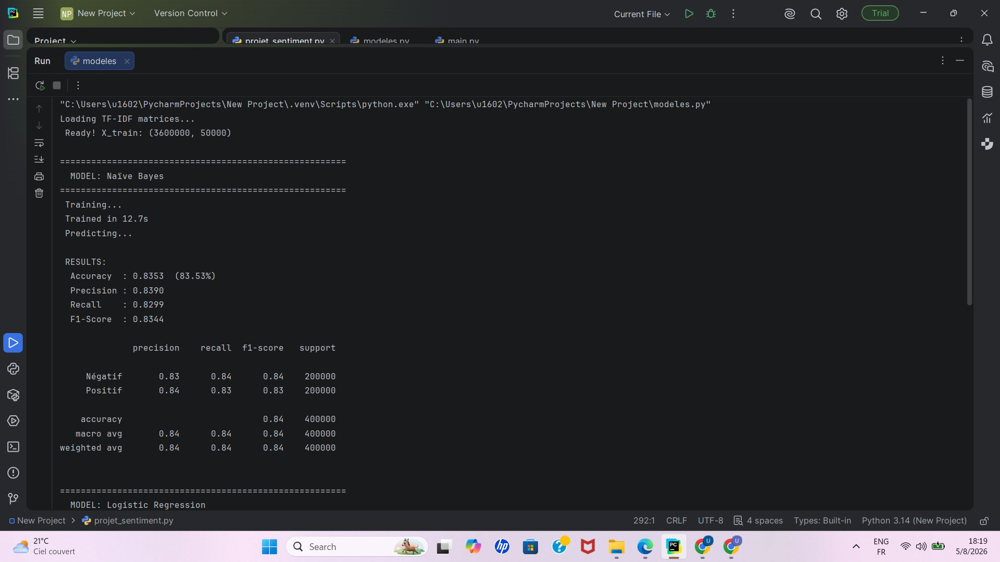 NP New Project Version Control Current File Trial
Project projet_sentiment.py modeles.py main.py
Run modeles
"C:\Users\u1602\PycharmProjects\New Project\.venv\Scripts\python.exe" "C:\Users\u1602\PycharmProjects\New Project\modeles.py"
Loading TF-IDF matrices...
Ready! X_train: (3600000, 50000)
=======================================================
MODEL: Naïve Bayes
=======================================================
Training...
Trained in 12.7s
Predicting...
RESULTS:
Accuracy : 0.8353 (83.53%)
Precision : 0.8390
Recall : 0.8299
F1-Score : 0.8344
precision recall f1-score support
Négatif 0.83 0.84 0.84 200000
Positif 0.84 0.83 0.83 200000
accuracy 0.84 400000
macro avg 0.84 0.84 0.84 400000
weighted avg 0.84 0.84 0.84 400000
=======================================================
MODEL: Logistic Regression
New Project projet_sentiment.py 292:1 CRLF UTF-8 4 spaces Types: Built-in Python 3.14 (New Project)
21°C
Ciel couvert
Search
hp
PC
U
U
ENG
FR
18:19
5/8/2026